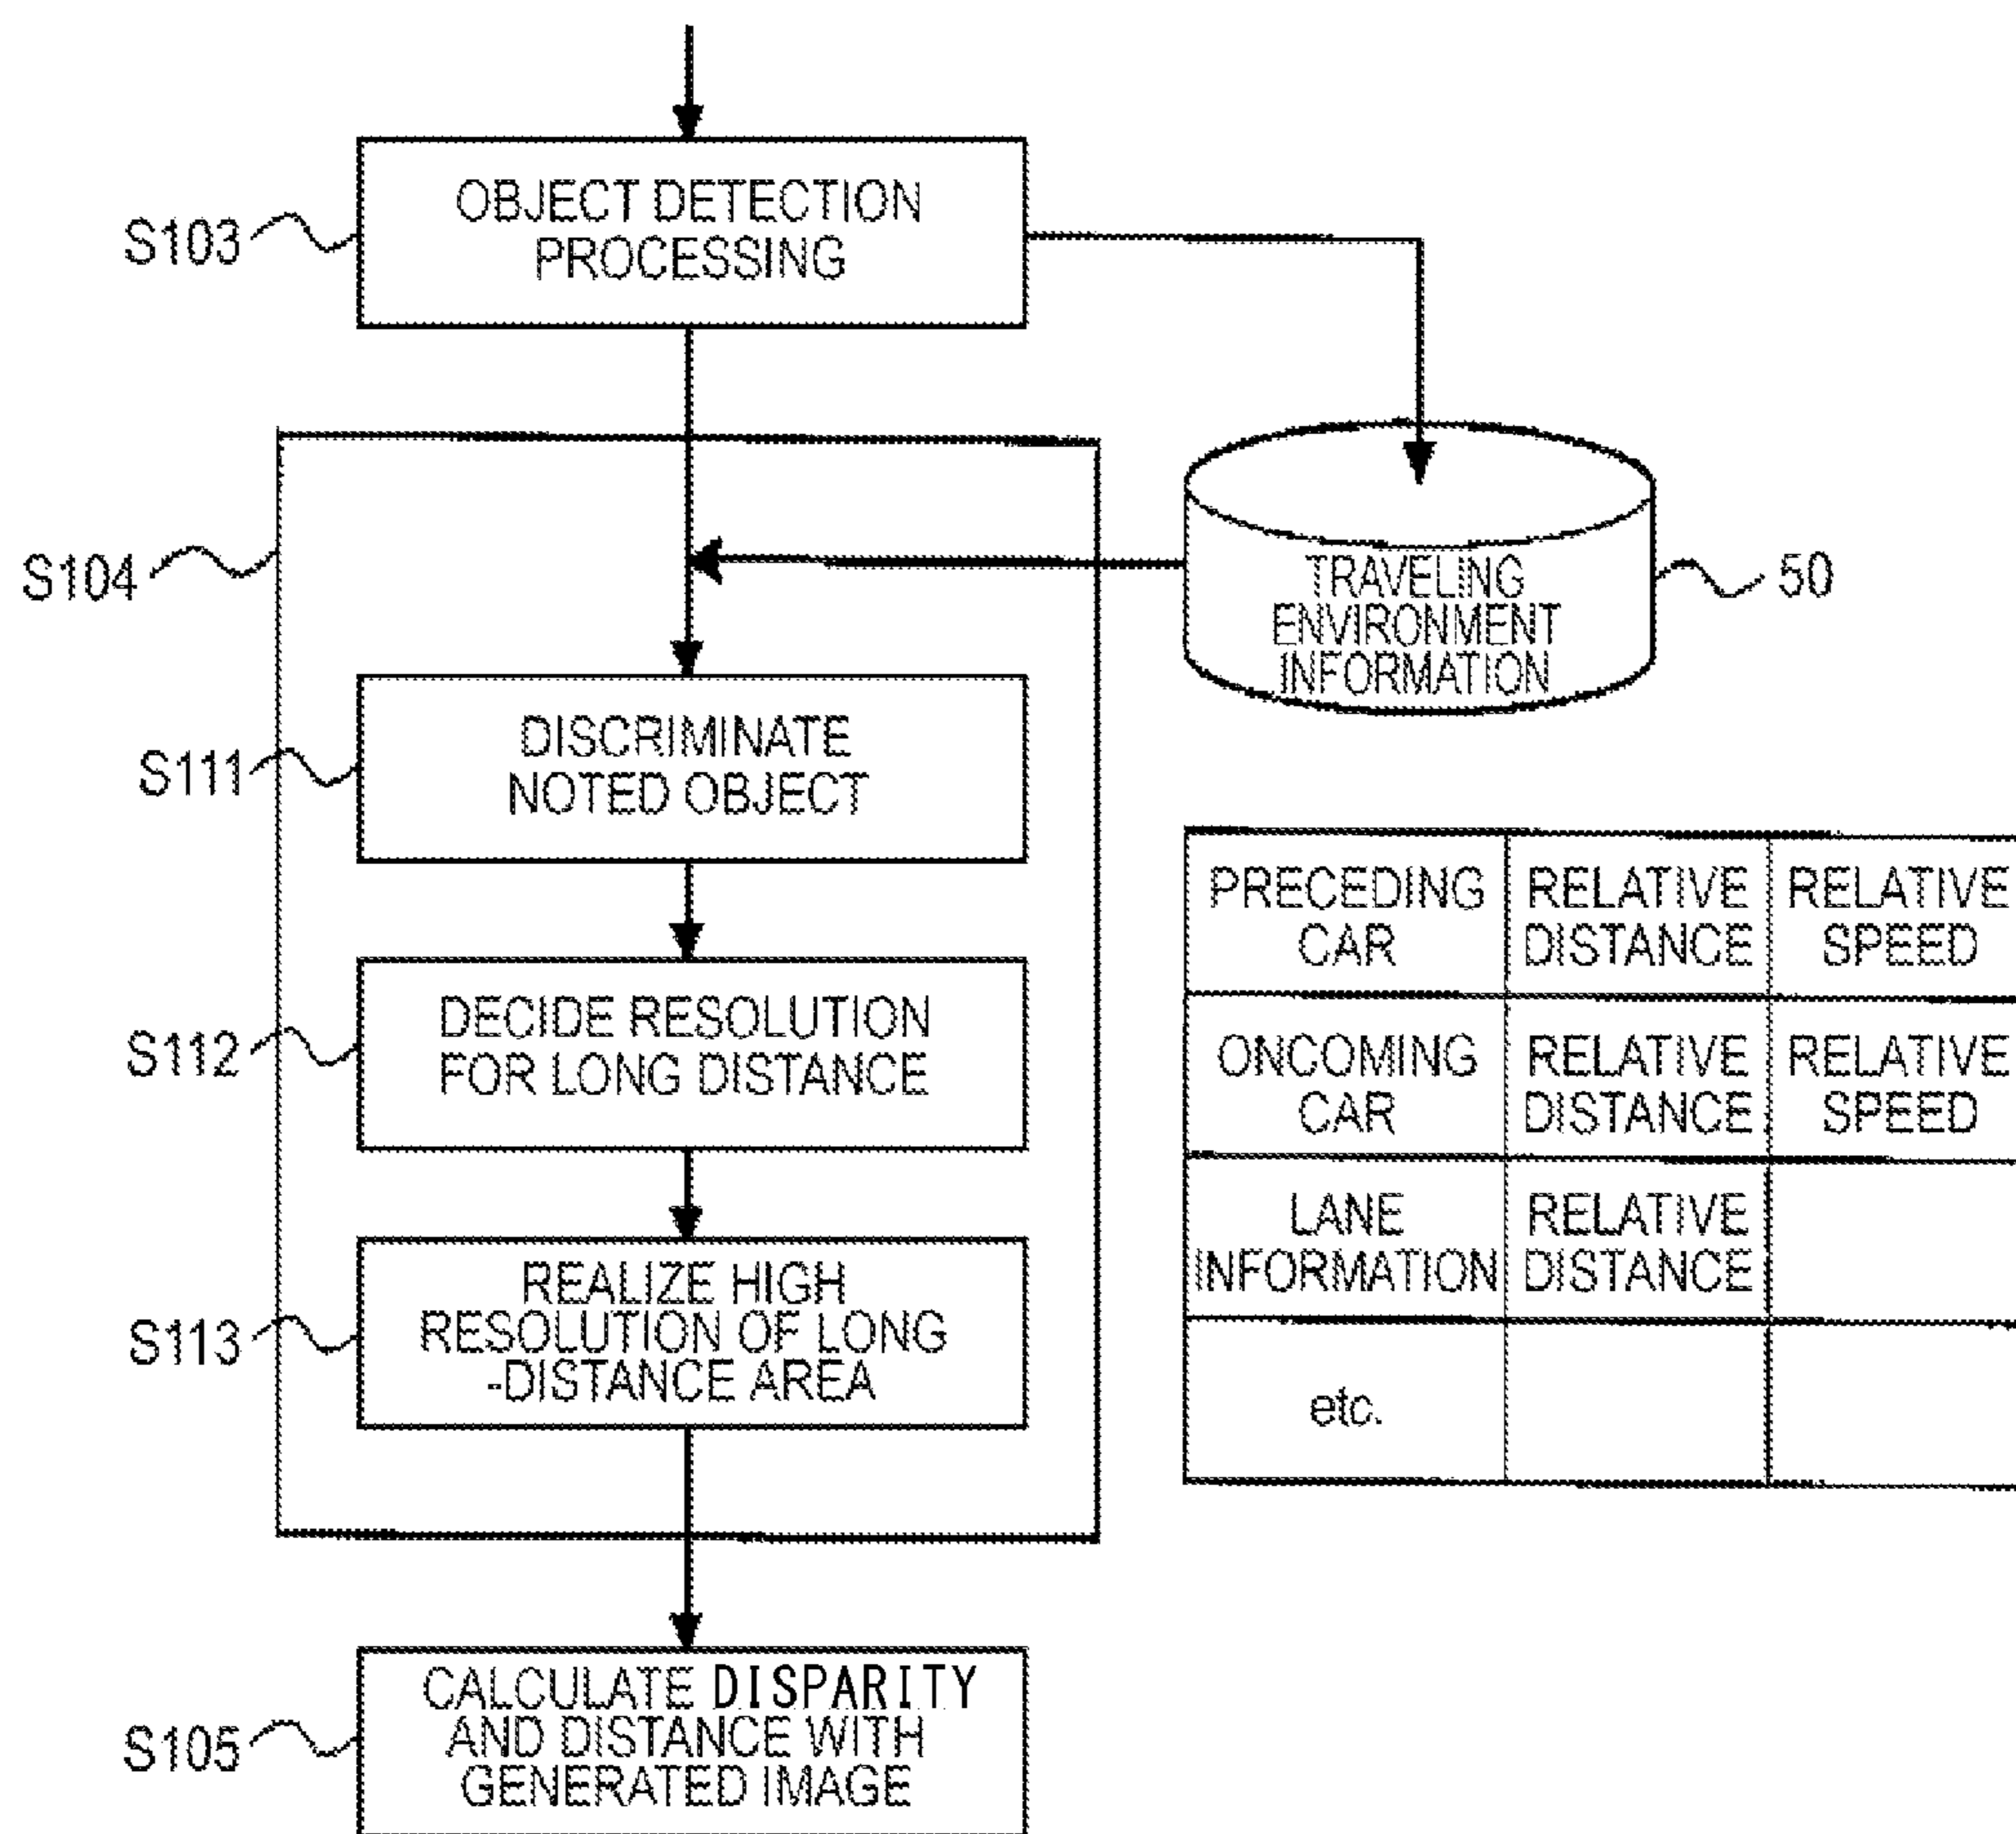 S103
OBJECT DETECTION
PROCESSING
S104
TRAVELING
ENVIRONMENT
INFORMATION
50
S111
DISCRIMINATE
NOTED OBJECT
S112
DECIDE RESOLUTION
FOR LONG DISTANCE
S113
REALIZE HIGH
RESOLUTION OF LONG
-DISTANCE AREA
S105
CALCULATE DISPARITY
AND DISTANCE WITH
GENERATED IMAGE
PRECEDING
CAR
RELATIVE
DISTANCE
RELATIVE
SPEED
ONCOMING
CAR
RELATIVE
DISTANCE
RELATIVE
SPEED
LANE
INFORMATION
RELATIVE
DISTANCE
etc.